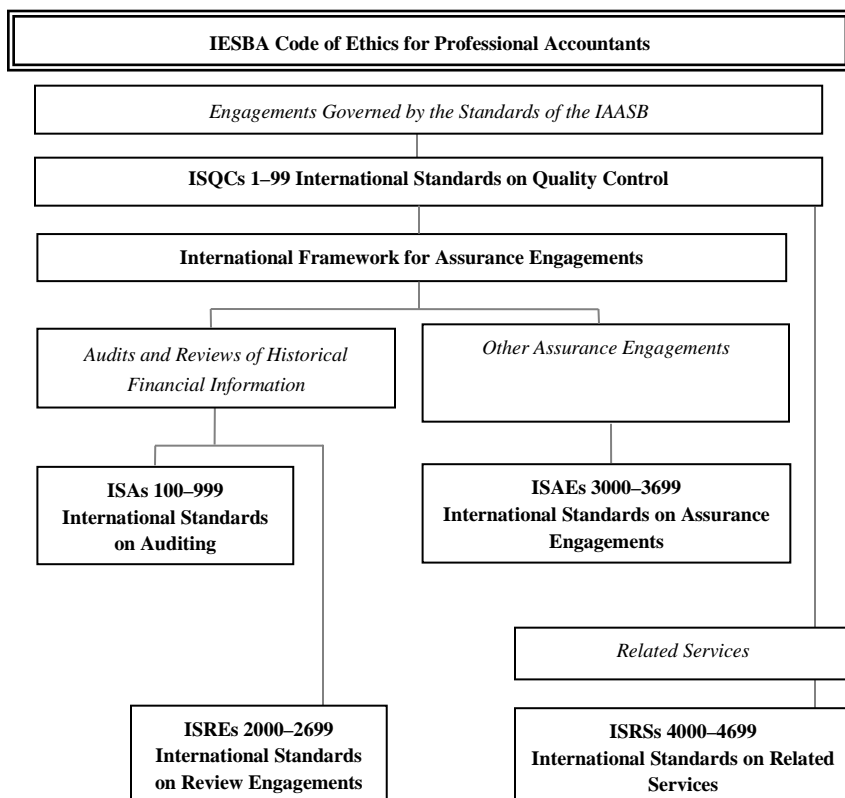 IESBA Code of Ethics for Professional Accountants
Engagements Governed by the Standards of the IAASB
ISQCs 1–99 International Standards on Quality Control
International Framework for Assurance Engagements
Audits and Reviews of Historical
Financial Information
Other Assurance Engagements
ISAs 100–999
International Standards
on Auditing
ISAEs 3000–3699
International Standards on Assurance
Engagements
Related Services
ISREs 2000–2699
International Standards
on Review Engagements
ISRSs 4000–4699
International Standards on Related
Services